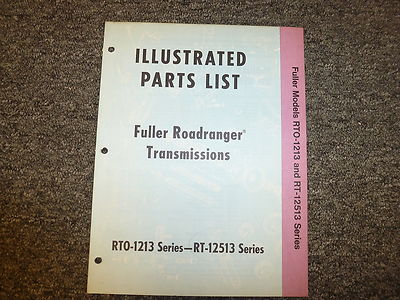 ILLUSTRATED
PARTS LIST
Fuller Roadranger®
Transmissions
RTO-1213 Series—RT-12513 Series
Fuller Models RTO-1213 and RT-12513 Series